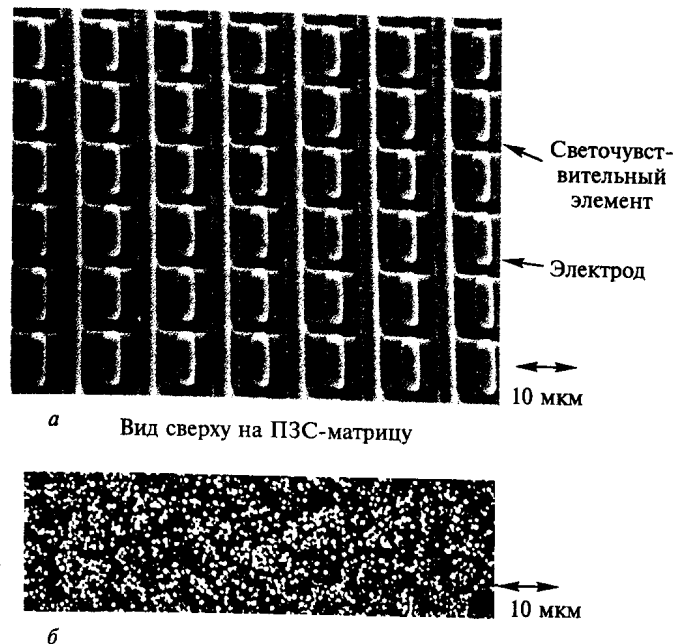 Светочувст-
вительный
элемент
Электрод
10 мкм
а
Вид сверху на ПЗС-матрицу
10 мкм
б